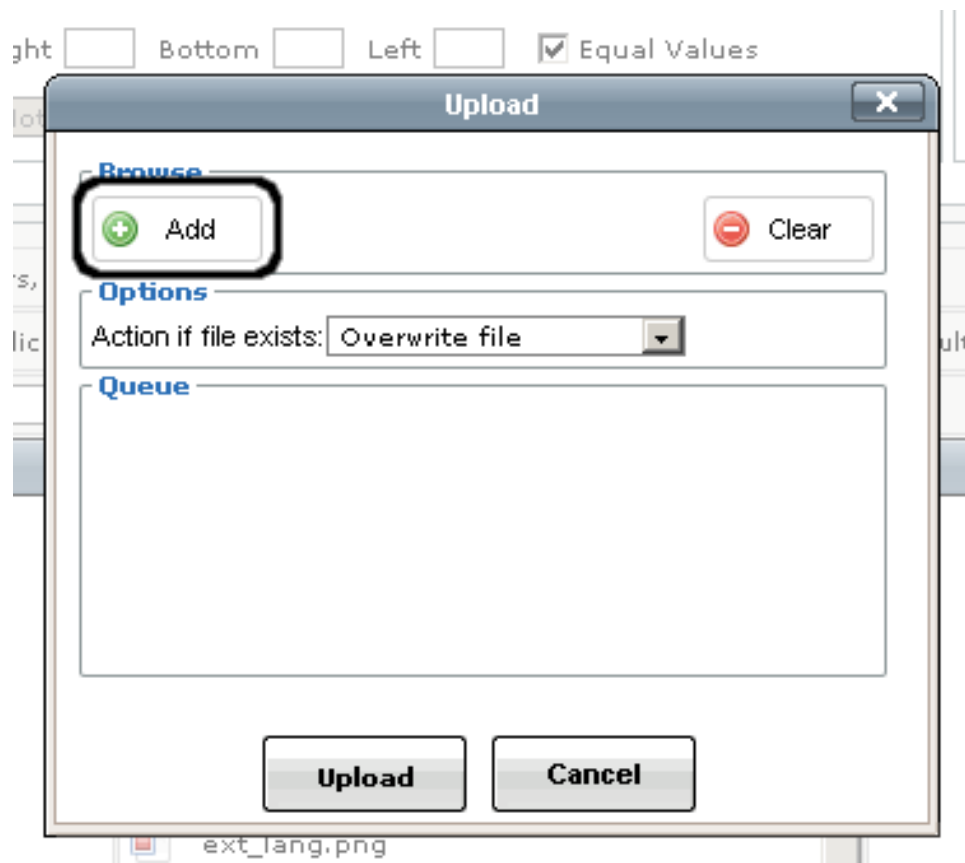 Bottom Left Equal Values
Upload
Browse
Add Clear
Options
Action if file exists: Overwrite file
Queue
Upload Cancel
ext_lang.png